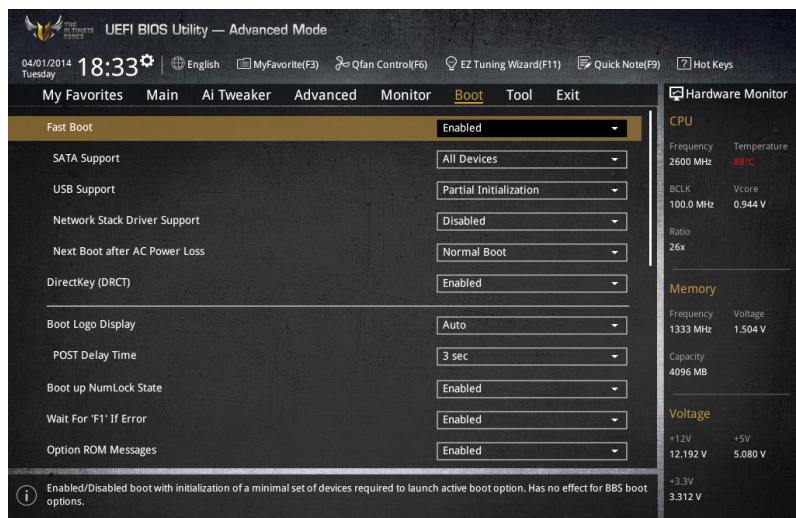 THE ULTIMATE FORCE UEFI BIOS Utility — Advanced Mode
04/01/2014 Tuesday 18:33 English MyFavorite(F3) Qfan Control(F6) EZ Tuning Wizard(F11) Quick Note(F9) ? Hot Keys
My Favorites Main Ai Tweaker Advanced Monitor Boot Tool Exit
Fast Boot Enabled
SATA Support All Devices
USB Support Partial Initialization
Network Stack Driver Support Disabled
Next Boot after AC Power Loss Normal Boot
DirectKey (DRCT) Enabled
Boot Logo Display Auto
POST Delay Time 3 sec
Boot up NumLock State Enabled
Wait For 'F1' If Error Enabled
Option ROM Messages Enabled
i Enabled/Disabled boot with initialization of a minimal set of devices required to launch active boot option. Has no effect for BBS boot
options.
Hardware Monitor
CPU
Frequency Temperature
2600 MHz 88°C
BCLK Vcore
100.0 MHz 0.944 V
Ratio
26x
Memory
Frequency Voltage
1333 MHz 1.504 V
Capacity
4096 MB
Voltage
+12V +5V
12.192 V 5.080 V
+3.3V
3.312 V